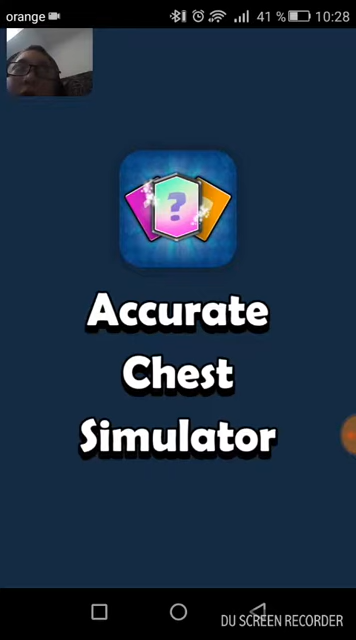 orange 41 % 10:28
?
Accurate
Chest
Simulator
DU SCREEN RECORDER